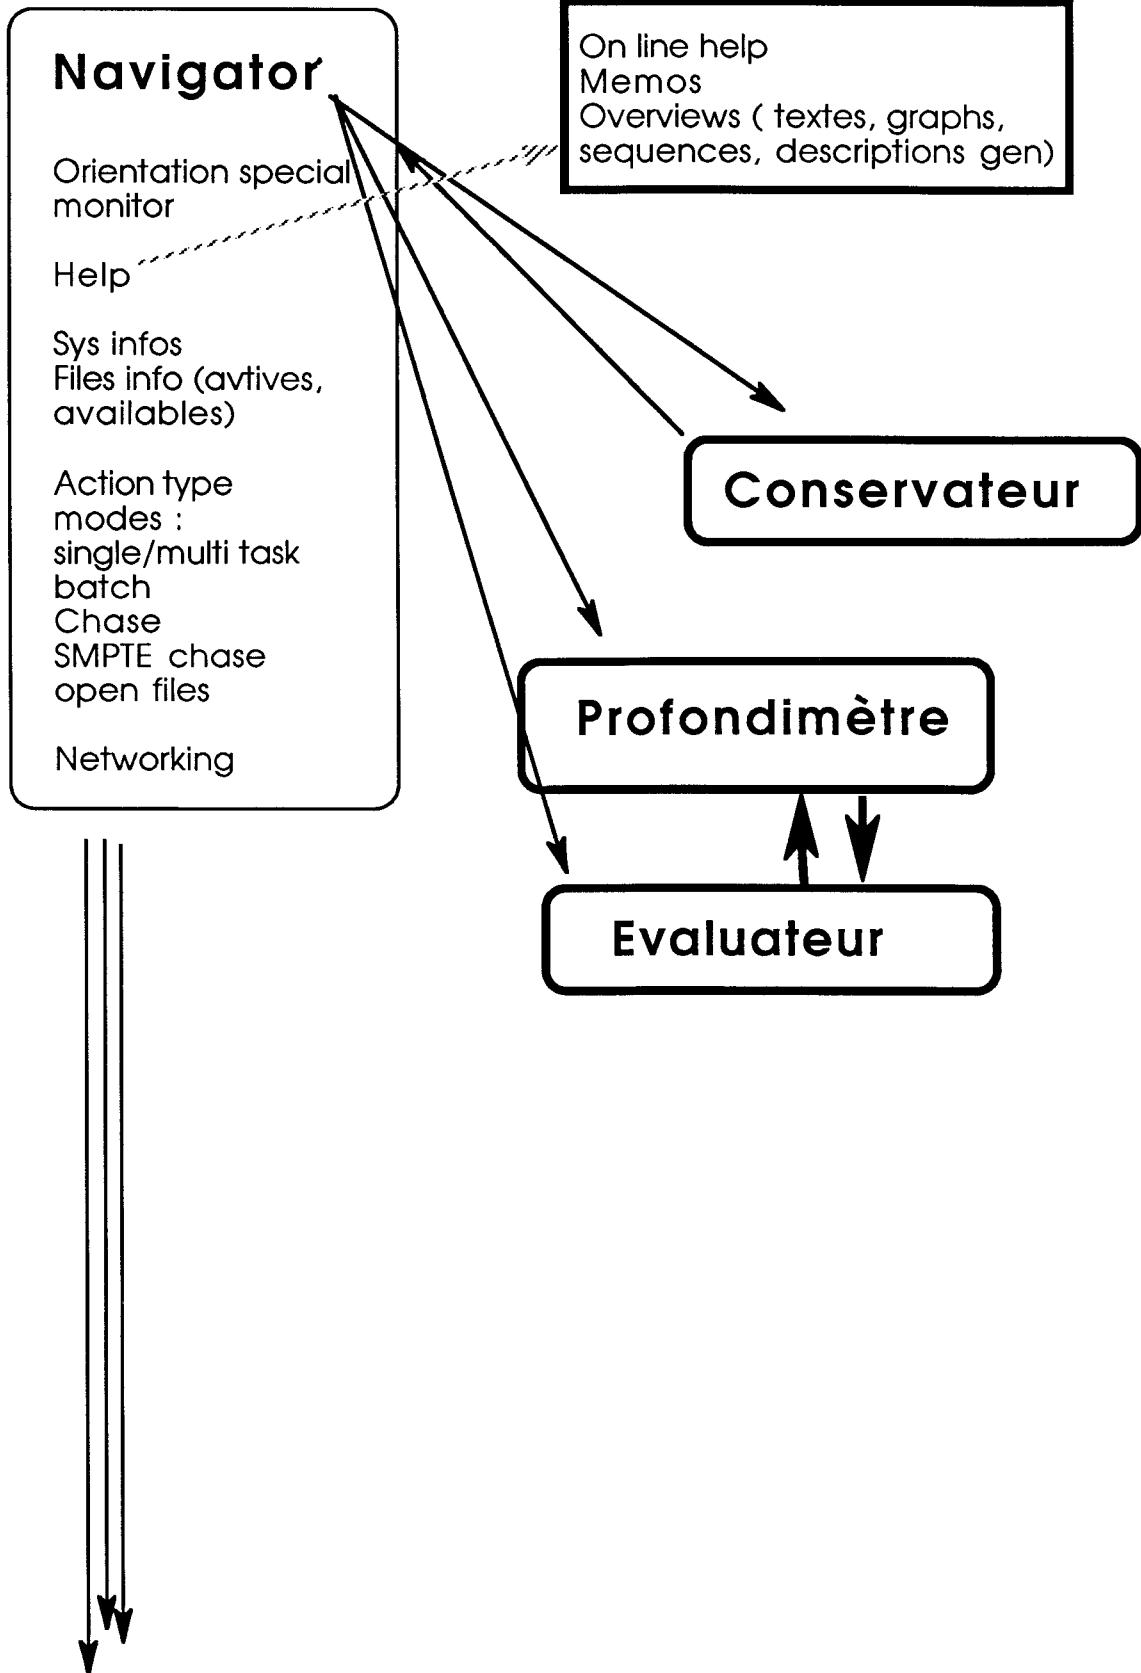 Navigator
Orientation special
monitor
Help
Sys infos
Files info (avtives,
availables)
Action type
modes :
single/multi task
batch
Chase
SMPTE chase
open files
Networking
On line help
Memos
Overviews ( textes, graphs,
sequences, descriptions gen)
Conservateur
Profondimètre
Evaluateur